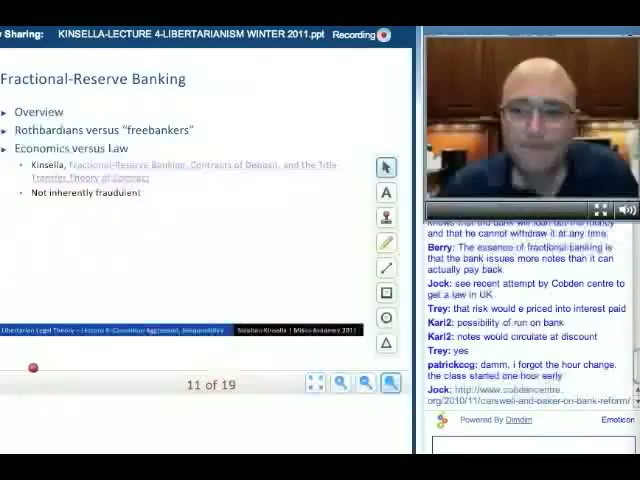 Sharing:
KINSELLA-LECTURE 4-LIBERTARIANISM WINTER 2011.ppt
Recording
Fractional-Reserve Banking
Overview
Rothbardians versus "freebankers"
Economics versus Law
Kinsella, Fractional-Reserve Banking, Contracts of Deposit, and the Title-
Transfer Theory of Contract
Not inherently fraudulent
Stephan Kinsella | Mises Academy 2011
11 of 19
knows that the bank will loan out the money
and that he cannot withdraw it at any time.
Berry: The essence of fractional banking is
that the bank issues more notes than it can
actually pay back
Jock: see recent attempt by Cobden centre to
get a law in UK
Trey: that risk would e priced into interest paid
Karl2: possibility of run on bank
Karl2: notes would circulate at discount
Trey: yes
patrickccg: damm, i forgot the hour change.
the class started one hour early
Jock: http://www.cobdencentre.
org/2010/11/carswell-and-baker-on-bank-reform/
Powered By Dimdim
Emoticon